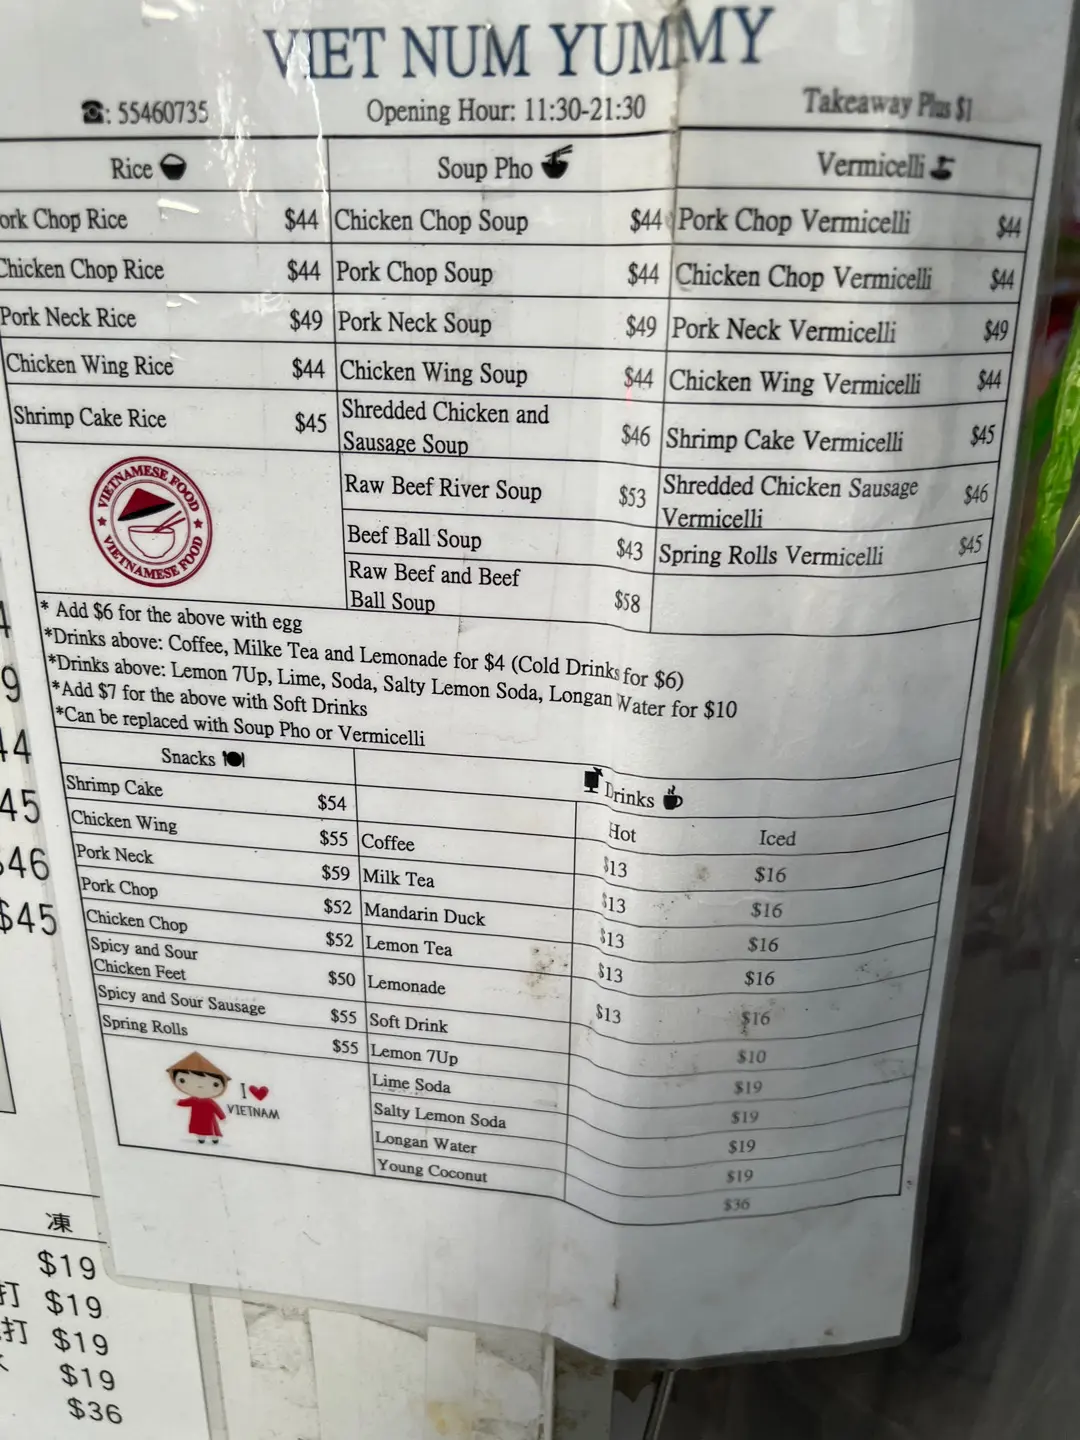 VIET NUM YUMMY
☎: 55460735 Opening Hour: 11:30-21:30 Takeaway Plus $1
Rice Soup Pho Vermicelli
ork Chop Rice $44 Chicken Chop Soup $44 Pork Chop Vermicelli $44
Chicken Chop Rice $44 Pork Chop Soup $44 Chicken Chop Vermicelli $44
Pork Neck Rice $49 Pork Neck Soup $49 Pork Neck Vermicelli $49
Chicken Wing Rice $44 Chicken Wing Soup $44 Chicken Wing Vermicelli $44
Shrimp Cake Rice $45 Shredded Chicken and
Sausage Soup $46 Shrimp Cake Vermicelli $45
Raw Beef River Soup $53 Shredded Chicken Sausage
Vermicelli $46
Beef Ball Soup $43 Spring Rolls Vermicelli $45
Raw Beef and Beef
Ball Soup $58
VIETNAMESE FOOD
VIETNAMESE FOOD
* Add $6 for the above with egg
*Drinks above: Coffee, Milke Tea and Lemonade for $4 (Cold Drinks for $6)
*Drinks above: Lemon 7Up, Lime, Soda, Salty Lemon Soda, Longan Water for $10
*Add $7 for the above with Soft Drinks
*Can be replaced with Soup Pho or Vermicelli
Snacks
Shrimp Cake $54
Chicken Wing $55
Pork Neck $59
Pork Chop $52
Chicken Chop $52
Spicy and Sour
Chicken Feet $50
Spicy and Sour Sausage $55
Spring Rolls $55
I VIETNAM
Drinks
Hot Iced
Coffee $13 $16
Milk Tea $13 $16
Mandarin Duck $13 $16
Lemon Tea $13 $16
Lemonade $13 $16
Soft Drink $10
Lemon 7Up $19
Lime Soda $19
Salty Lemon Soda $19
Longan Water $19
Young Coconut $36
4
9
44
45
$46
$45
凍
$19
打 $19
打 $19
$19
$36